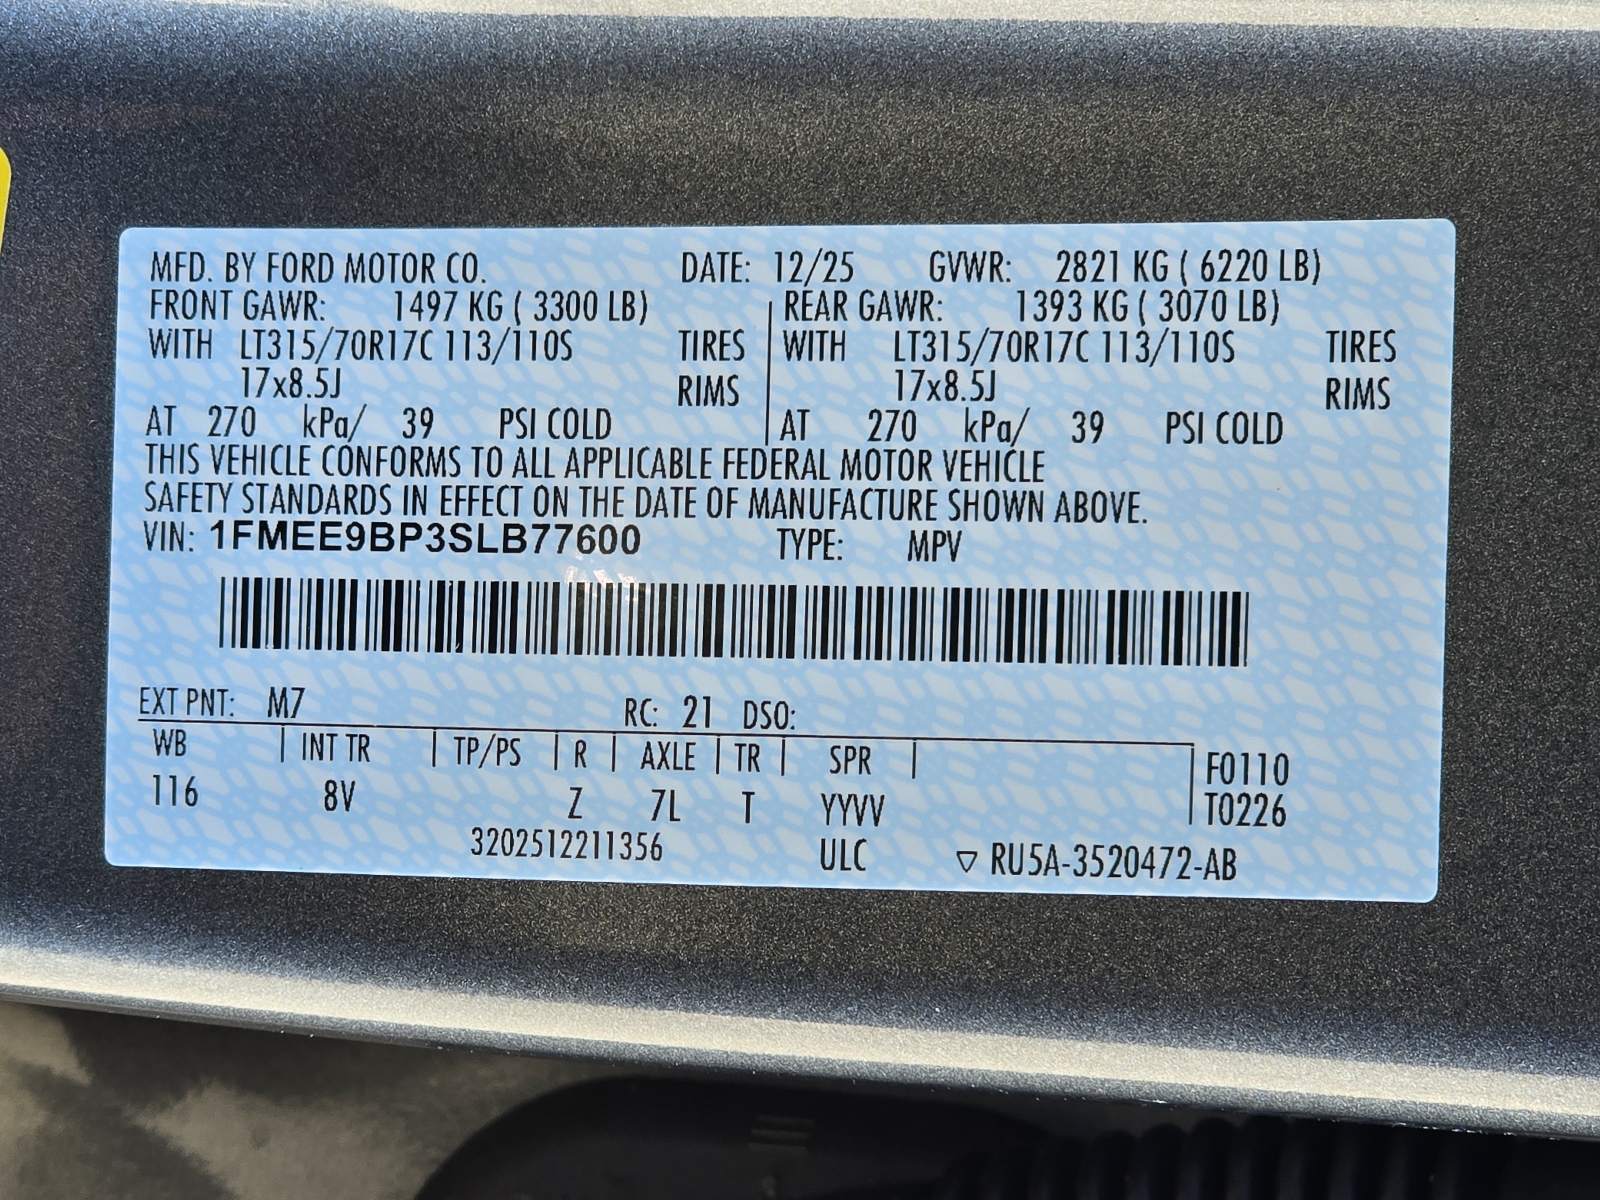 MFD. BY FORD MOTOR CO. DATE: 12/25 GVWR: 2821 KG ( 6220 LB)
FRONT GAWR: 1497 KG ( 3300 LB) REAR GAWR: 1393 KG ( 3070 LB)
WITH LT315/70R17C 113/110S TIRES WITH LT315/70R17C 113/110S TIRES
17x8.5J RIMS 17x8.5J RIMS
AT 270 kPa/ 39 PSI COLD AT 270 kPa/ 39 PSI COLD
THIS VEHICLE CONFORMS TO ALL APPLICABLE FEDERAL MOTOR VEHICLE
SAFETY STANDARDS IN EFFECT ON THE DATE OF MANUFACTURE SHOWN ABOVE.
VIN: 1FMEE9BP3SLB77600 TYPE: MPV
EXT PNT: M7 RC: 21 DSO:
WB INT TR TP/PS R AXLE TR SPR F0110
116 8V Z 7L T YYVV T0226
3202512211356 ULC ▽ RU5A-3520472-AB